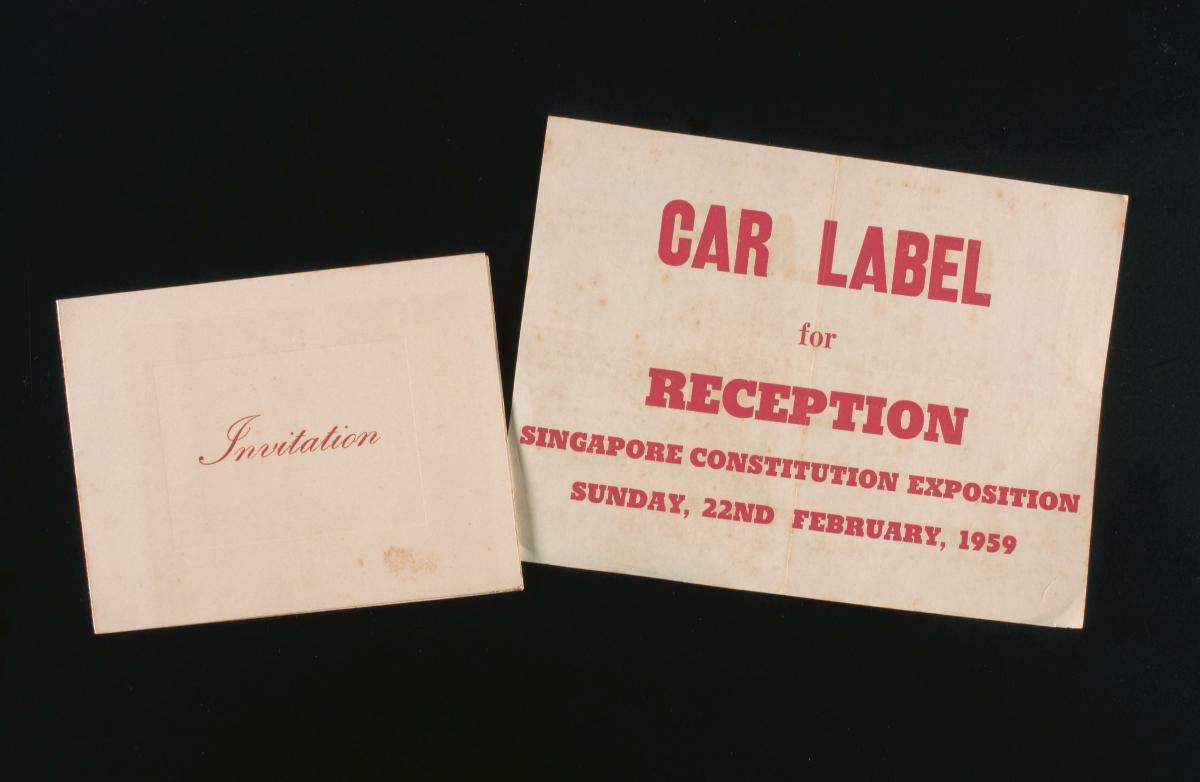 Invitation
CAR LABEL
for
RECEPTION
SINGAPORE CONSTITUTION EXPOSITION
SUNDAY, 22ND FEBRUARY, 1959